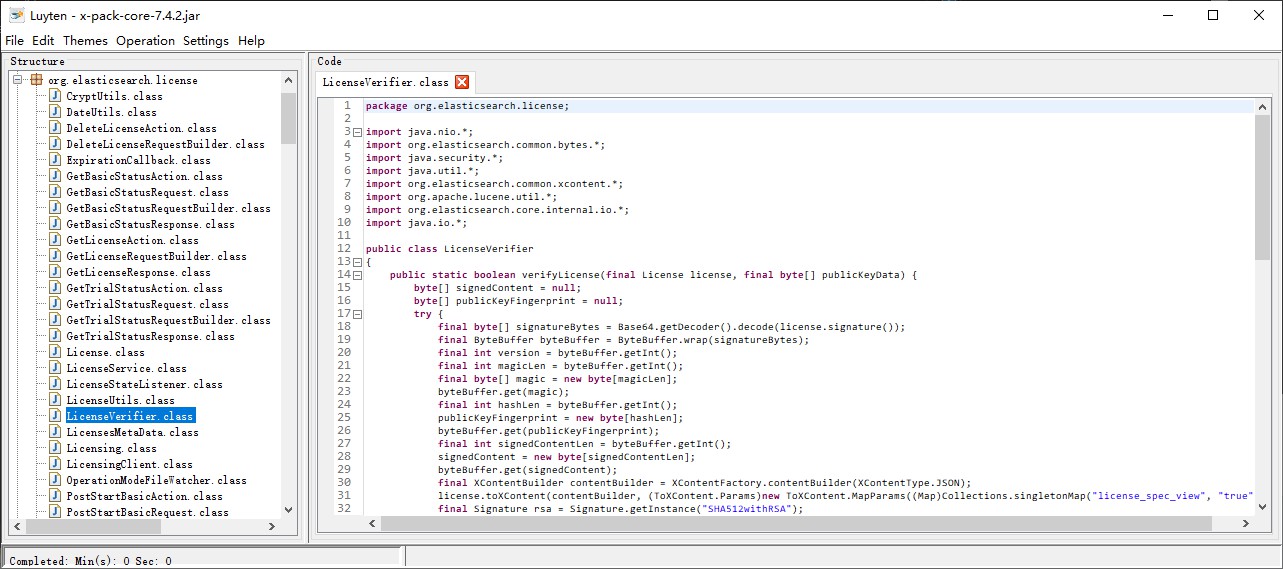 Luyten - x-pack-core-7.4.2.jar
File Edit Themes Operation Settings Help
Structure
org.elasticsearch.license
CryptUtils.class
DateUtils.class
DeleteLicenseAction.class
DeleteLicenseRequestBuilder.class
ExpirationCallback.class
GetBasicStatusAction.class
GetBasicStatusRequest.class
GetBasicStatusRequestBuilder.class
GetBasicStatusResponse.class
GetLicenseAction.class
GetLicenseRequestBuilder.class
GetLicenseResponse.class
GetTrialStatusAction.class
GetTrialStatusRequest.class
GetTrialStatusRequestBuilder.class
GetTrialStatusResponse.class
License.class
LicenseService.class
LicenseStateListener.class
LicenseUtils.class
LicenseVerifier.class
LicensesMetaData.class
Licensing.class
LicensingClient.class
OperationModeFileWatcher.class
PostStartBasicAction.class
PostStartBasicRequest.class
Code
LicenseVerifier.class
1 package org.elasticsearch.license;
2
3 import java.nio.*;
4 import org.elasticsearch.common.bytes.*;
5 import java.security.*;
6 import java.util.*;
7 import org.elasticsearch.common.xcontent.*;
8 import org.apache.lucene.util.*;
9 import org.elasticsearch.core.internal.io.*;
10 import java.io.*;
11
12 public class LicenseVerifier
13 {
14 public static boolean verifyLicense(final License license, final byte[] publicKeyData) {
15 byte[] signedContent = null;
16 byte[] publicKeyFingerprint = null;
17 try {
18 final byte[] signatureBytes = Base64.getDecoder().decode(license.signature());
19 final ByteBuffer byteBuffer = ByteBuffer.wrap(signatureBytes);
20 final int version = byteBuffer.getInt();
21 final int magicLen = byteBuffer.getInt();
22 final byte[] magic = new byte[magicLen];
23 byteBuffer.get(magic);
24 final int hashLen = byteBuffer.getInt();
25 publicKeyFingerprint = new byte[hashLen];
26 byteBuffer.get(publicKeyFingerprint);
27 final int signedContentLen = byteBuffer.getInt();
28 signedContent = new byte[signedContentLen];
29 byteBuffer.get(signedContent);
30 final XContentBuilder contentBuilder = XContentFactory.contentBuilder(XContentType.JSON);
31 license.toXContent(contentBuilder, (ToXContent.Params)new ToXContent.MapParams((Map)Collections.singletonMap("license_spec_view", "true"
32 final Signature rsa = Signature.getInstance("SHA512withRSA");
Completed: Min(s): 0 Sec: 0